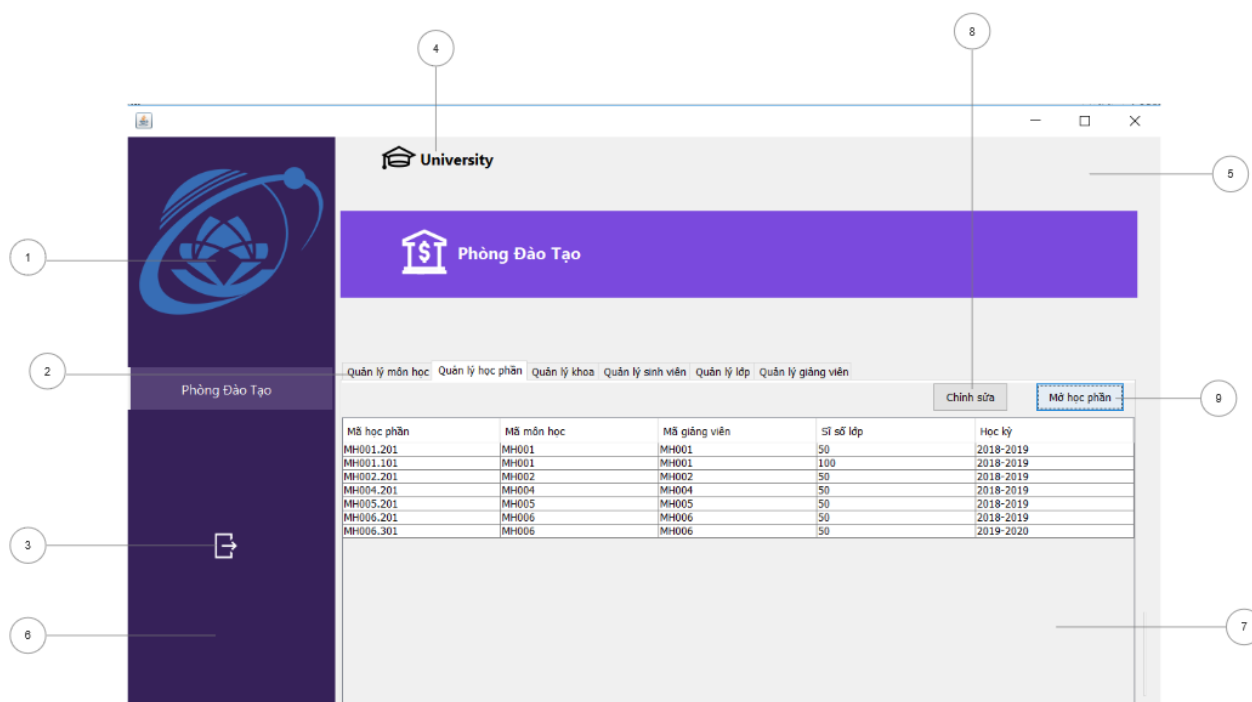 4
8
University
5
1
Phòng Đào Tạo
2
Quản lý môn học Quản lý học phần Quản lý khoa Quản lý sinh viên Quản lý lớp Quản lý giảng viên
Phòng Đào Tạo
Chỉnh sửa Mở học phần
9
Mã học phần Mã môn học Mã giảng viên Sĩ số lớp Học kỳ
MH001.201 MH001 MH001 50 2018-2019
MH001.101 MH001 MH001 100 2018-2019
MH002.201 MH002 MH002 50 2018-2019
MH004.201 MH004 MH004 50 2018-2019
MH005.201 MH005 MH005 50 2018-2019
MH006.201 MH006 MH006 50 2018-2019
MH006.301 MH006 MH006 50 2019-2020
3
6
7